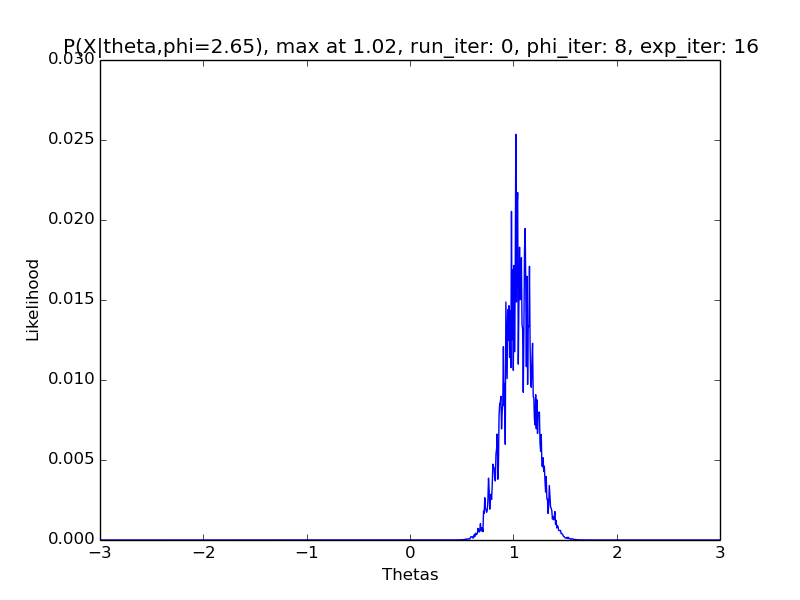 P(X|theta,phi=2.65), max at 1.02, run_iter: 0, phi_iter: 8, exp_iter: 16
0.030
0.025
0.020
0.015
0.010
0.005
0.000
Likelihood
−3 −2 −1 0 1 2 3
Thetas